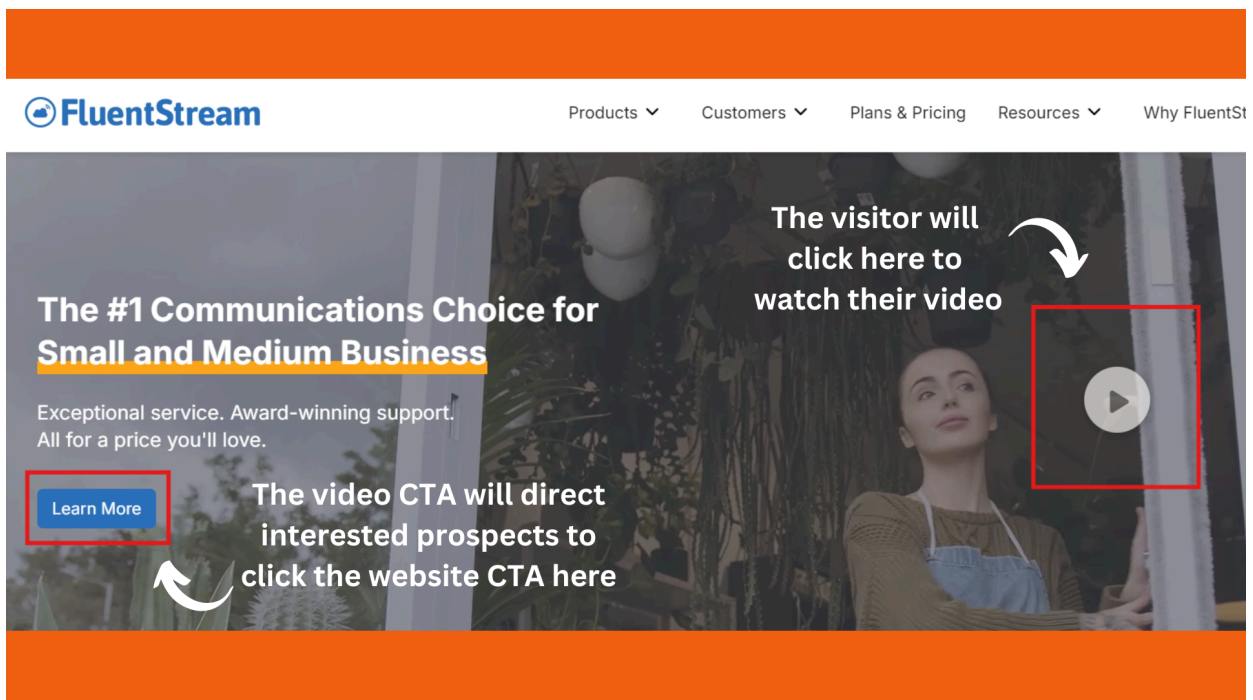 FluentStream
Products
Customers
Plans & Pricing
Resources
Why FluentSt
The visitor will
click here to
watch their video
The #1 Communications Choice for
Small and Medium Business
Exceptional service. Award-winning support.
All for a price you'll love.
Learn More
The video CTA will direct
interested prospects to
click the website CTA here